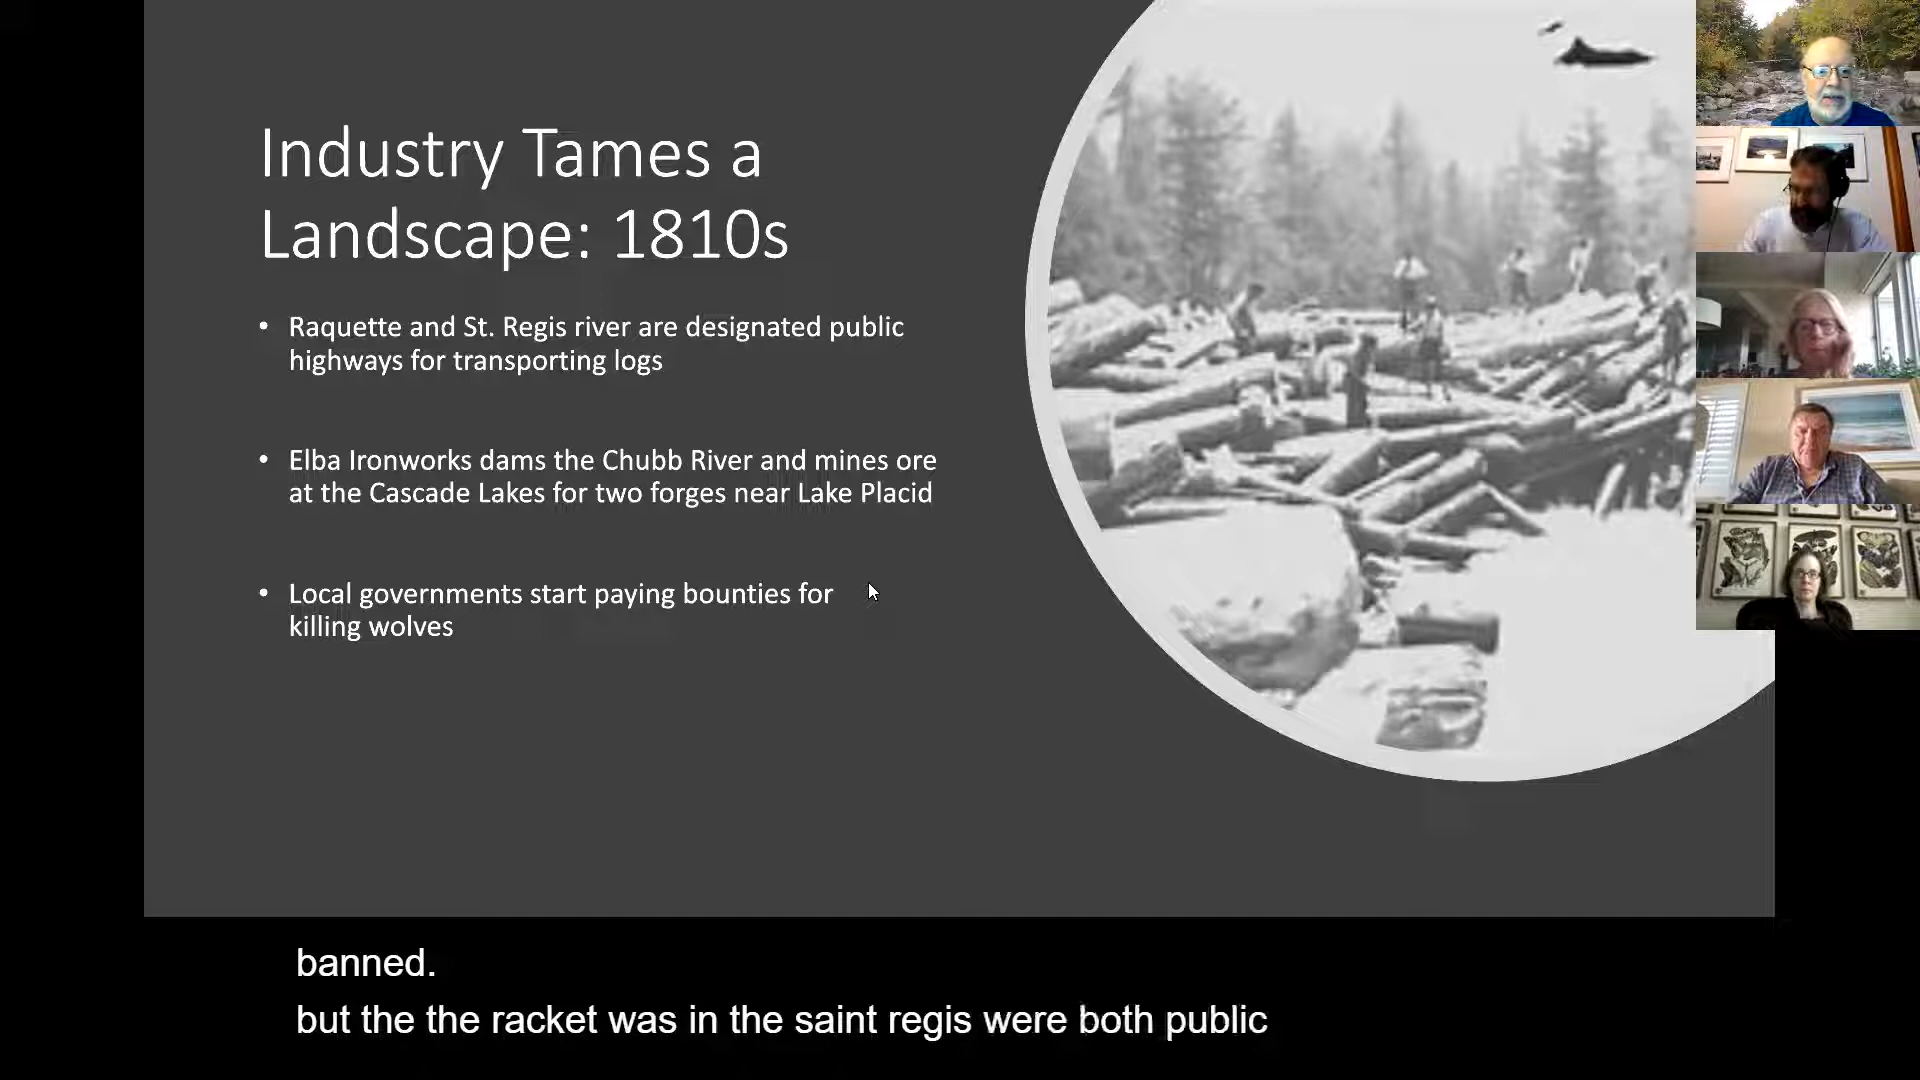 Industry Tames a
Landscape: 1810s
• Raquette and St. Regis river are designated public
highways for transporting logs
• Elba Ironworks dams the Chubb River and mines ore
at the Cascade Lakes for two forges near Lake Placid
• Local governments start paying bounties for
killing wolves
banned.
but the the racket was in the saint regis were both public